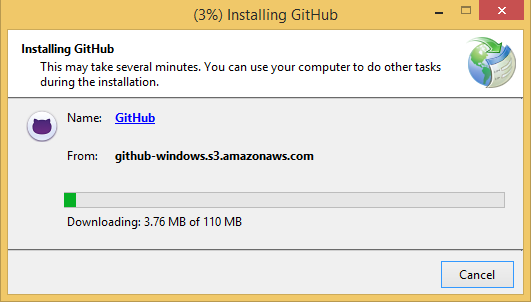 (3%) Installing GitHub
Installing GitHub
This may take several minutes. You can use your computer to do other tasks
during the installation.
Name: GitHub
From: github-windows.s3.amazonaws.com
Downloading: 3.76 MB of 110 MB
Cancel